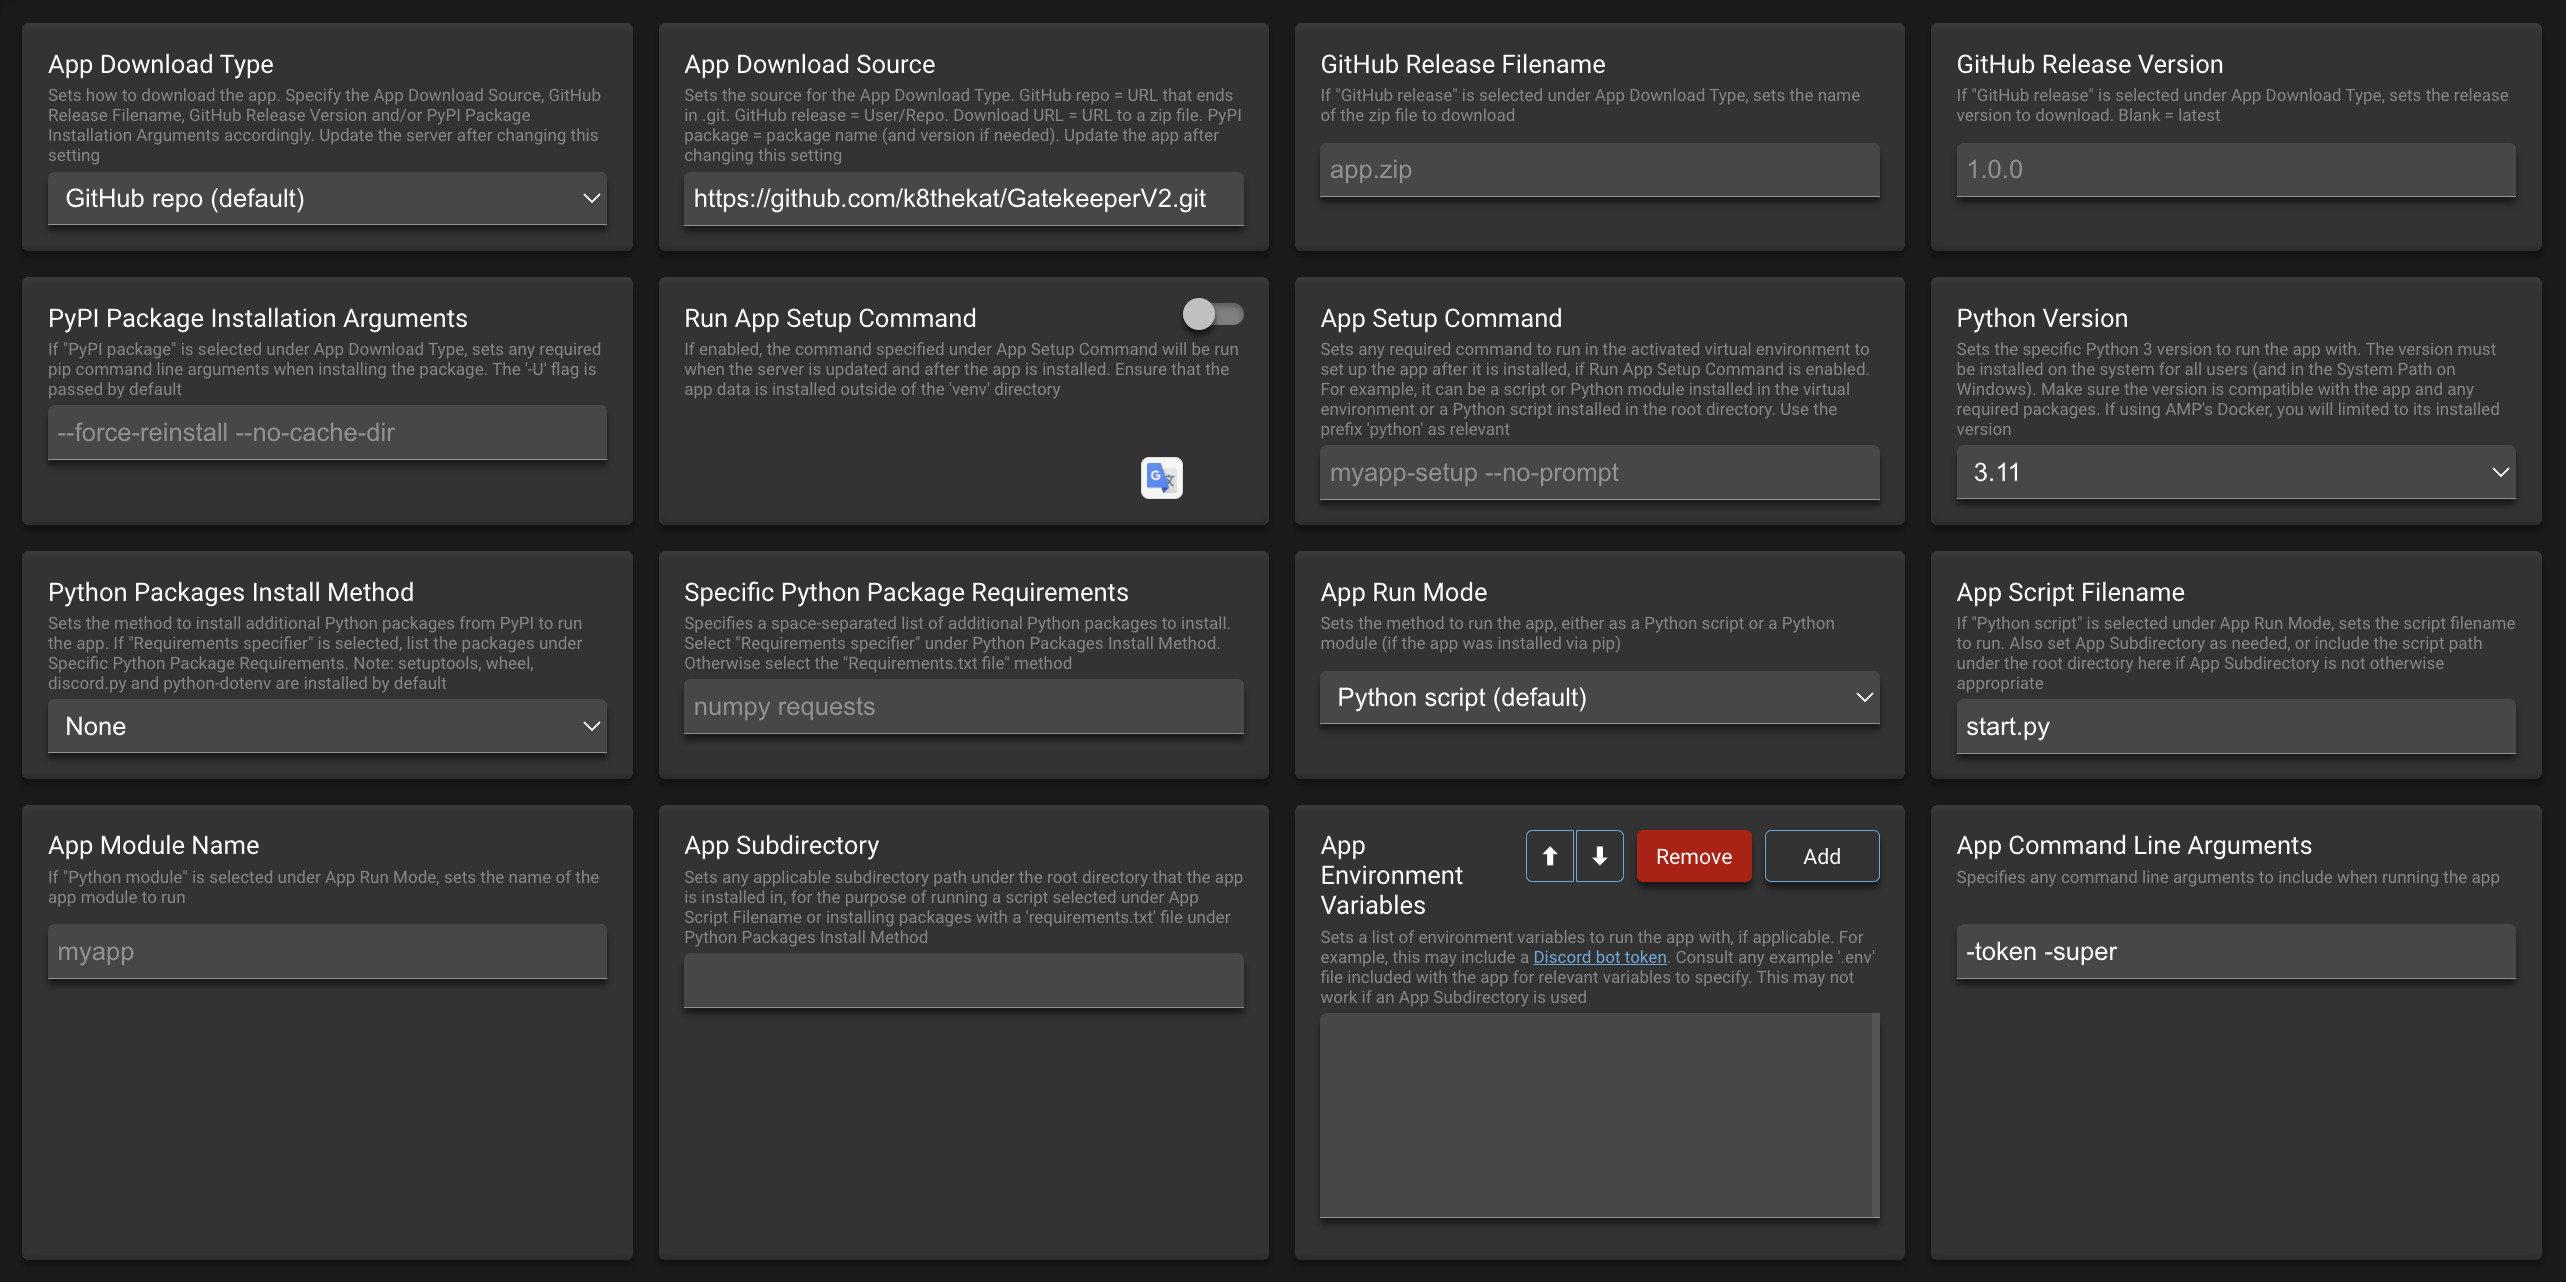 App Download Type
Sets how to download the app. Specify the App Download Source, GitHub
Release Filename, GitHub Release Version and/or PyPI Package
Installation Arguments accordingly. Update the server after changing this
setting
GitHub repo (default)
App Download Source
Sets the source for the App Download Type. GitHub repo = URL that ends
in .git. GitHub release = User/Repo. Download URL = URL to a zip file. PyPI
package = package name (and version if needed). Update the app after
changing this setting
https://github.com/k8thekat/GatekeeperV2.git
GitHub Release Filename
If "GitHub release" is selected under App Download Type, sets the name
of the zip file to download
app.zip
GitHub Release Version
If "GitHub release" is selected under App Download Type, sets the release
version to download. Blank = latest
1.0.0
PyPI Package Installation Arguments
If "PyPI package" is selected under App Download Type, sets any required
pip command line arguments when installing the package. The '-U' flag is
passed by default
--force-reinstall --no-cache-dir
Run App Setup Command
If enabled, the command specified under App Setup Command will be run
when the server is updated and after the app is installed. Ensure that the
app data is installed outside of the 'venv' directory
G
App Setup Command
Sets any required command to run in the activated virtual environment to
set up the app after it is installed, if Run App Setup Command is enabled.
For example, it can be a script or Python module installed in the virtual
environment or a Python script installed in the root directory. Use the
prefix 'python' as relevant
myapp-setup --no-prompt
Python Version
Sets the specific Python 3 version to run the app with. The version must
be installed on the system for all users (and in the System Path on
Windows). Make sure the version is compatible with the app and any
required packages. If using AMP's Docker, you will limited to its installed
version
3.11
Python Packages Install Method
Sets the method to install additional Python packages from PyPI to run
the app. If "Requirements specifier" is selected, list the packages under
Specific Python Package Requirements. Note: setuptools, wheel,
discord.py and python-dotenv are installed by default
None
Specific Python Package Requirements
Specifies a space-separated list of additional Python packages to install.
Select "Requirements specifier" under Python Packages Install Method.
Otherwise select the "Requirements.txt file" method
numpy requests
App Run Mode
Sets the method to run the app, either as a Python script or a Python
module (if the app was installed via pip)
Python script (default)
App Script Filename
If "Python script" is selected under App Run Mode, sets the script filename
to run. Also set App Subdirectory as needed, or include the script path
under the root directory here if App Subdirectory is not otherwise
appropriate
start.py
App Module Name
If "Python module" is selected under App Run Mode, sets the name of the
app module to run
myapp
App Subdirectory
Sets any applicable subdirectory path under the root directory that the app
is installed in, for the purpose of running a script selected under App
Script Filename or installing packages with a 'requirements.txt' file under
Python Packages Install Method
App
Environment
Variables
Remove
Add
Sets a list of environment variables to run the app with, if applicable. For
example, this may include a Discord bot token. Consult any example '.env'
file included with the app for relevant variables to specify. This may not
work if an App Subdirectory is used
App Command Line Arguments
Specifies any command line arguments to include when running the app
-token -super